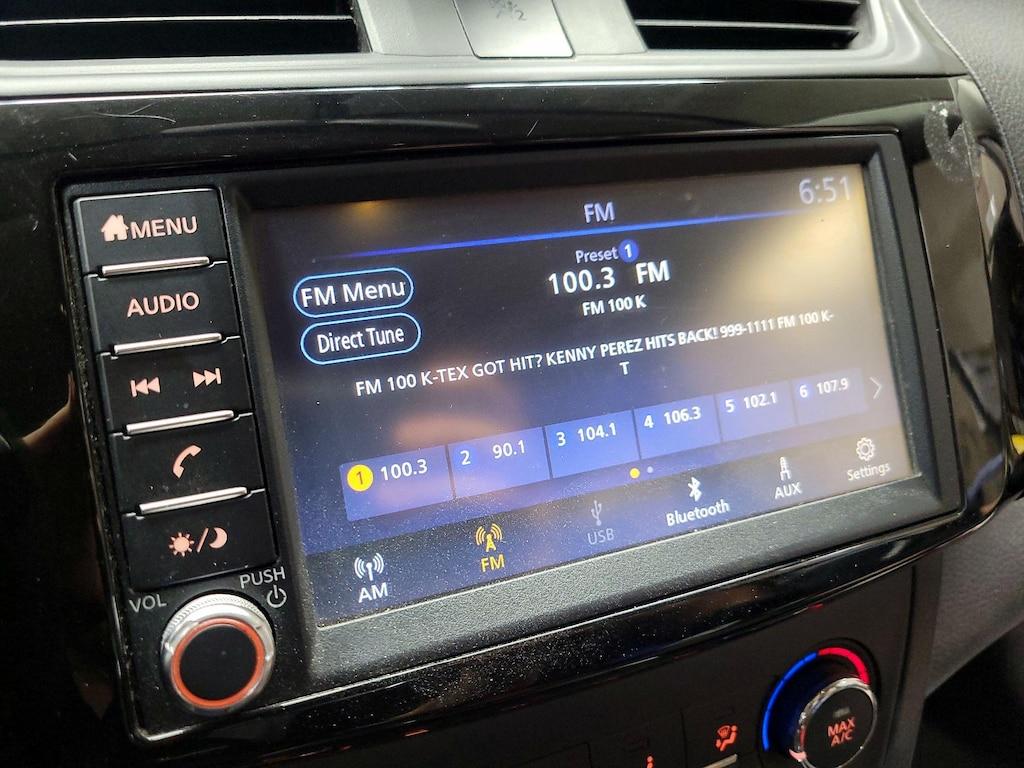 6:51
FM
MENU
Preset 1
100.3 FM
FM Menu
FM 100 K
AUDIO
Direct Tune
FM 100 K-TEX GOT HIT? KENNY PEREZ HITS BACK! 999-1111 FM 100 K-
T
1 100.3 2 90.1 3 104.1 4 106.3 5 102.1 6 107.9
AM FM USB Bluetooth AUX Settings
VOL PUSH
MAX
A/C